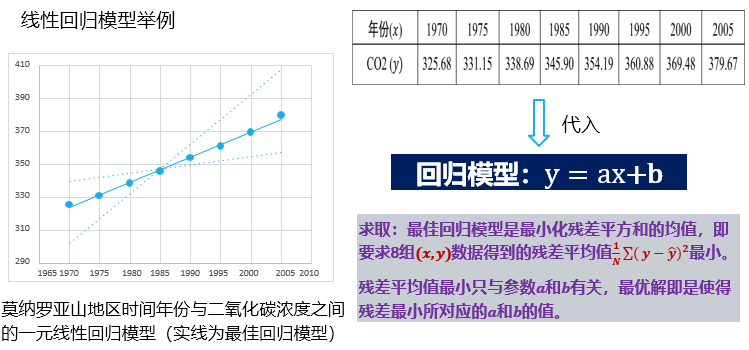 线性回归模型举例
410
390
370
350
330
310
290
1965 1970 1975 1980 1985 1990 1995 2000 2005 2010
莫纳罗亚山地区时间年份与二氧化碳浓度之间
的一元线性回归模型（实线为最佳回归模型）
年份(x) 1970 1975 1980 1985 1990 1995 2000 2005
CO2 (y) 325.68 331.15 338.69 345.90 354.19 360.88 369.48 379.67
代入
回归模型：y = ax+b
求取：最佳回归模型是最小化残差平方和的均值，即
要求8组(x,y)数据得到的残差平均值1/N∑(y − ŷ)²最小。
残差平均值最小只与参数a和b有关，最优解即是使得
残差最小所对应的a和b的值。